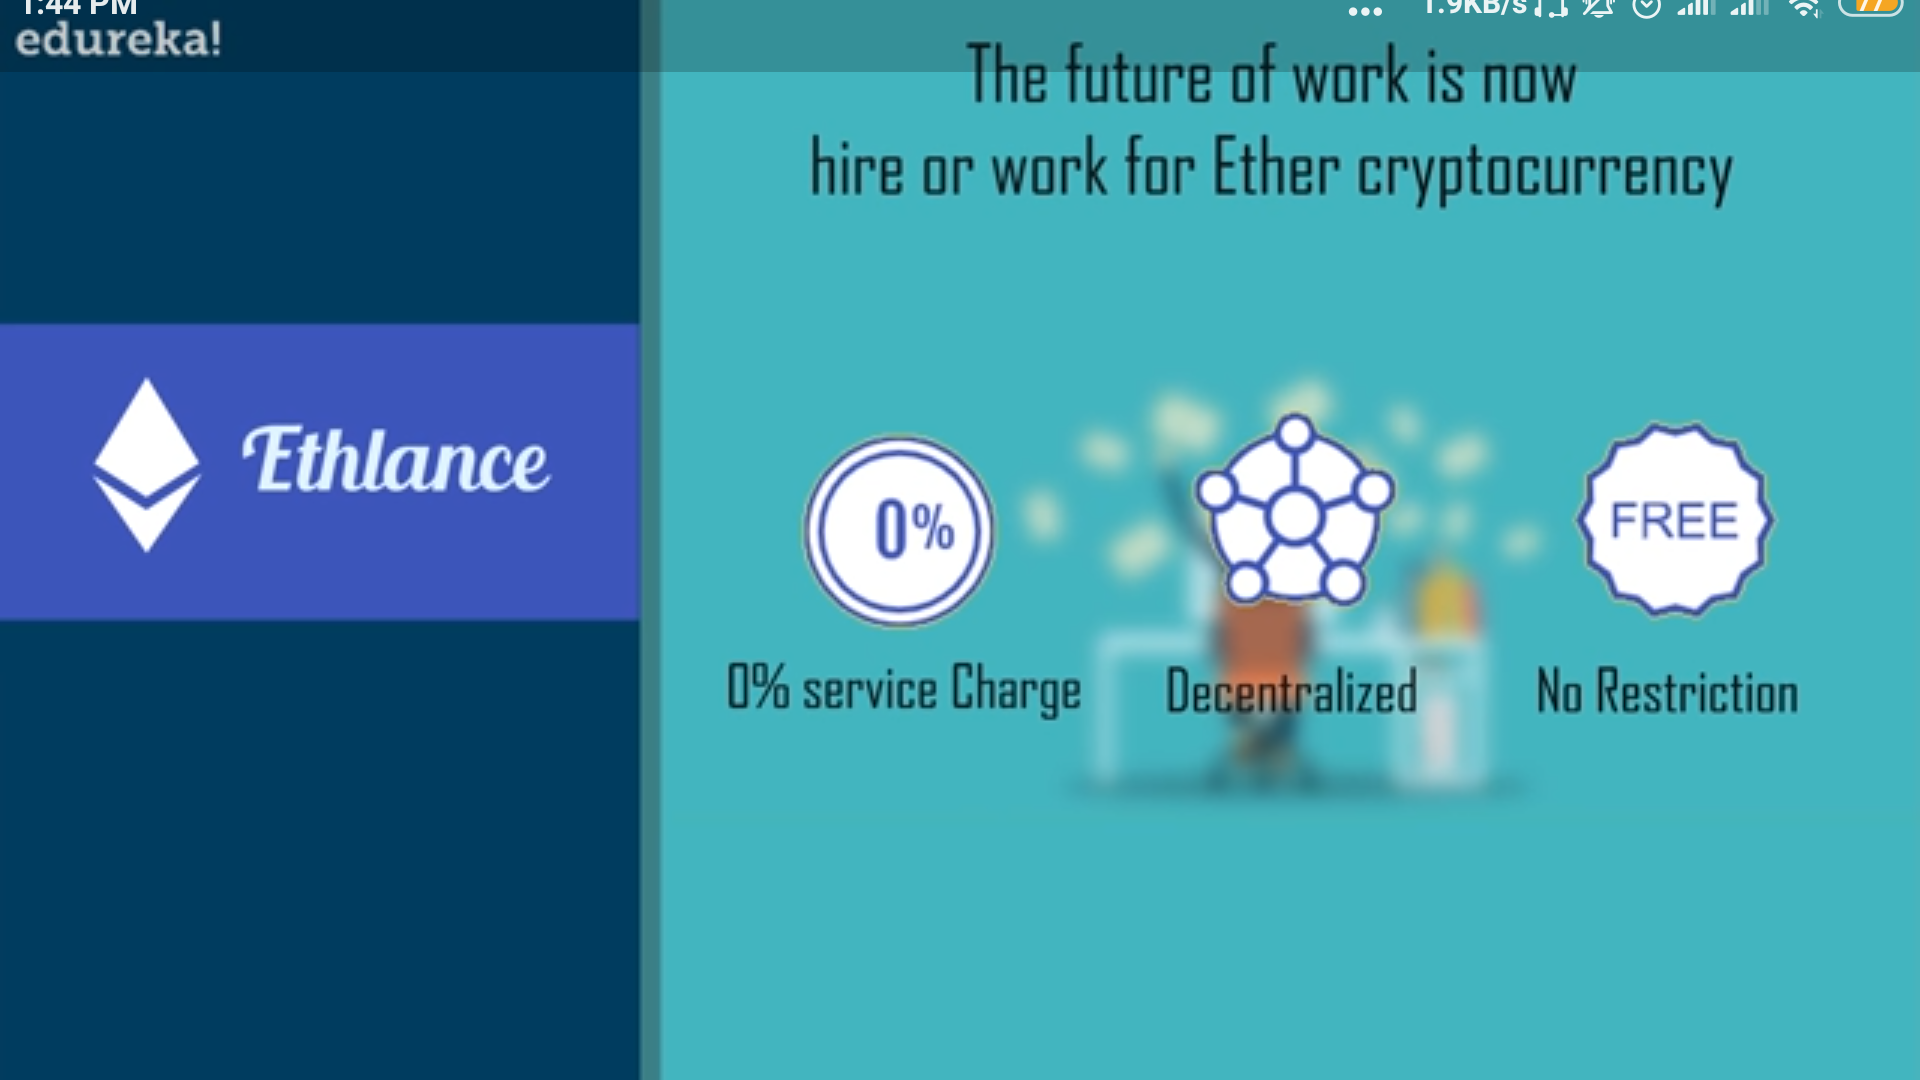 1:44 PM
1.9KB/s
77
edureka!
The future of work is now
hire or work for Ether cryptocurrency
Ethlance
0%
FREE
0% service Charge
Decentralized
No Restriction